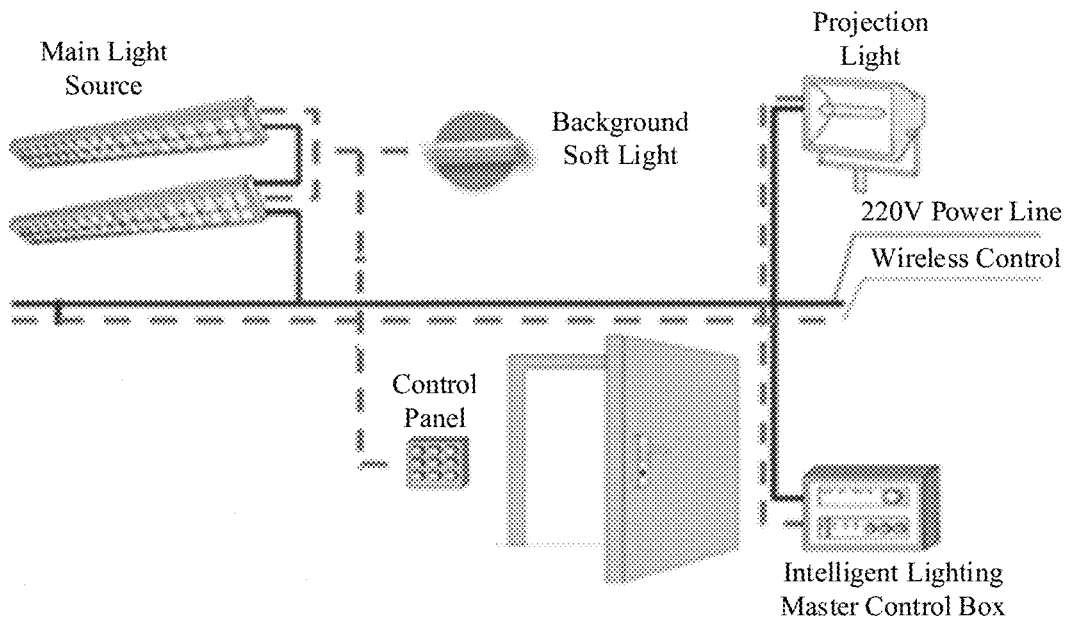 Main Light
Source
Projection
Light
Background
Soft Light
220V Power Line
Wireless Control
Control
Panel
Intelligent Lighting
Master Control Box